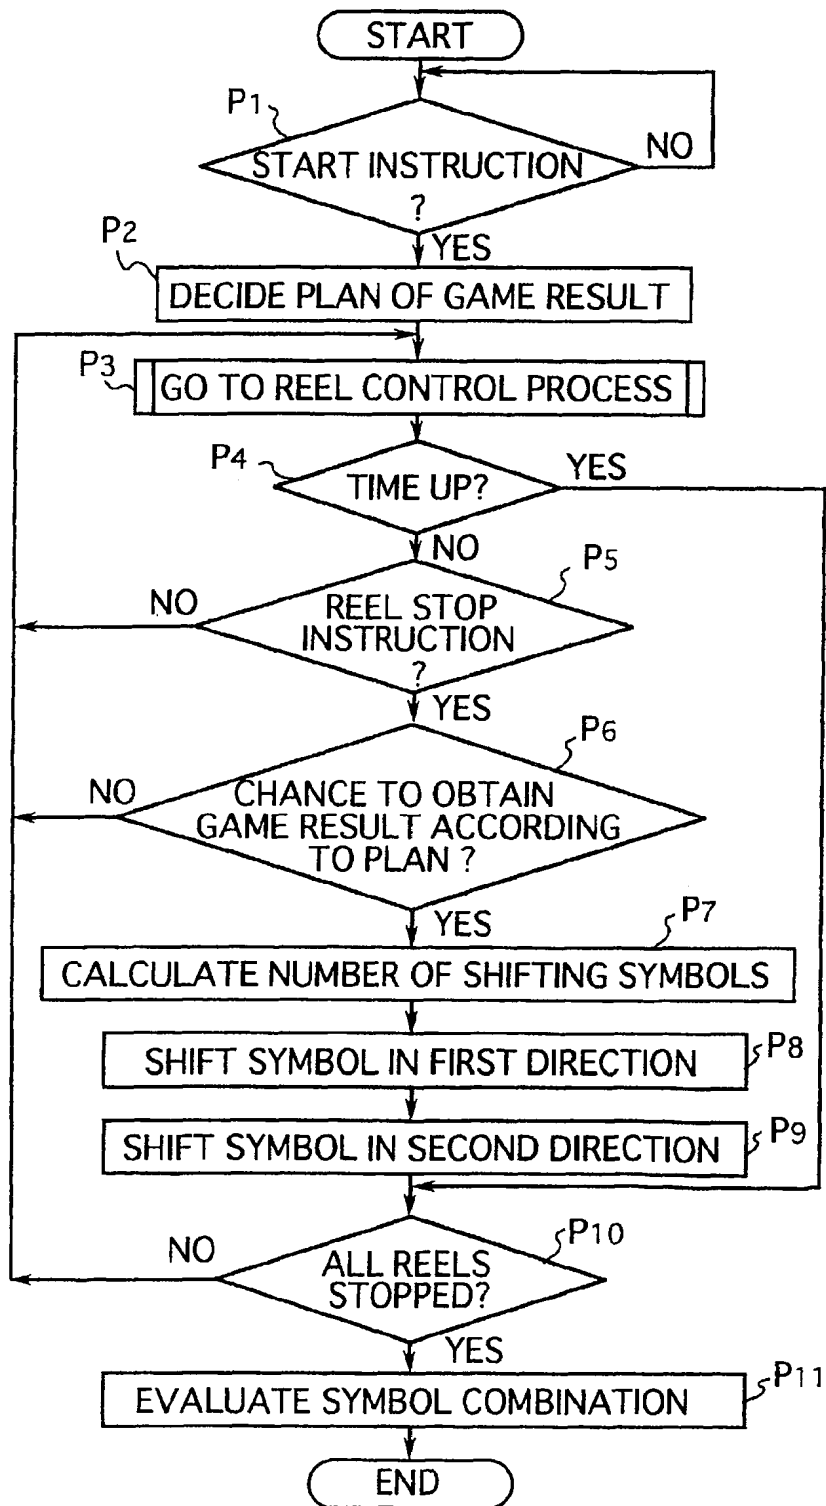 START
P1
START INSTRUCTION
?
NO
YES
P2
DECIDE PLAN OF GAME RESULT
P3
GO TO REEL CONTROL PROCESS
P4
TIME UP?
YES
NO
P5
REEL STOP
INSTRUCTION
?
NO
YES
P6
CHANCE TO OBTAIN
GAME RESULT ACCORDING
TO PLAN ?
NO
YES
P7
CALCULATE NUMBER OF SHIFTING SYMBOLS
P8
SHIFT SYMBOL IN FIRST DIRECTION
P9
SHIFT SYMBOL IN SECOND DIRECTION
P10
ALL REELS
STOPPED?
NO
YES
P11
EVALUATE SYMBOL COMBINATION
END